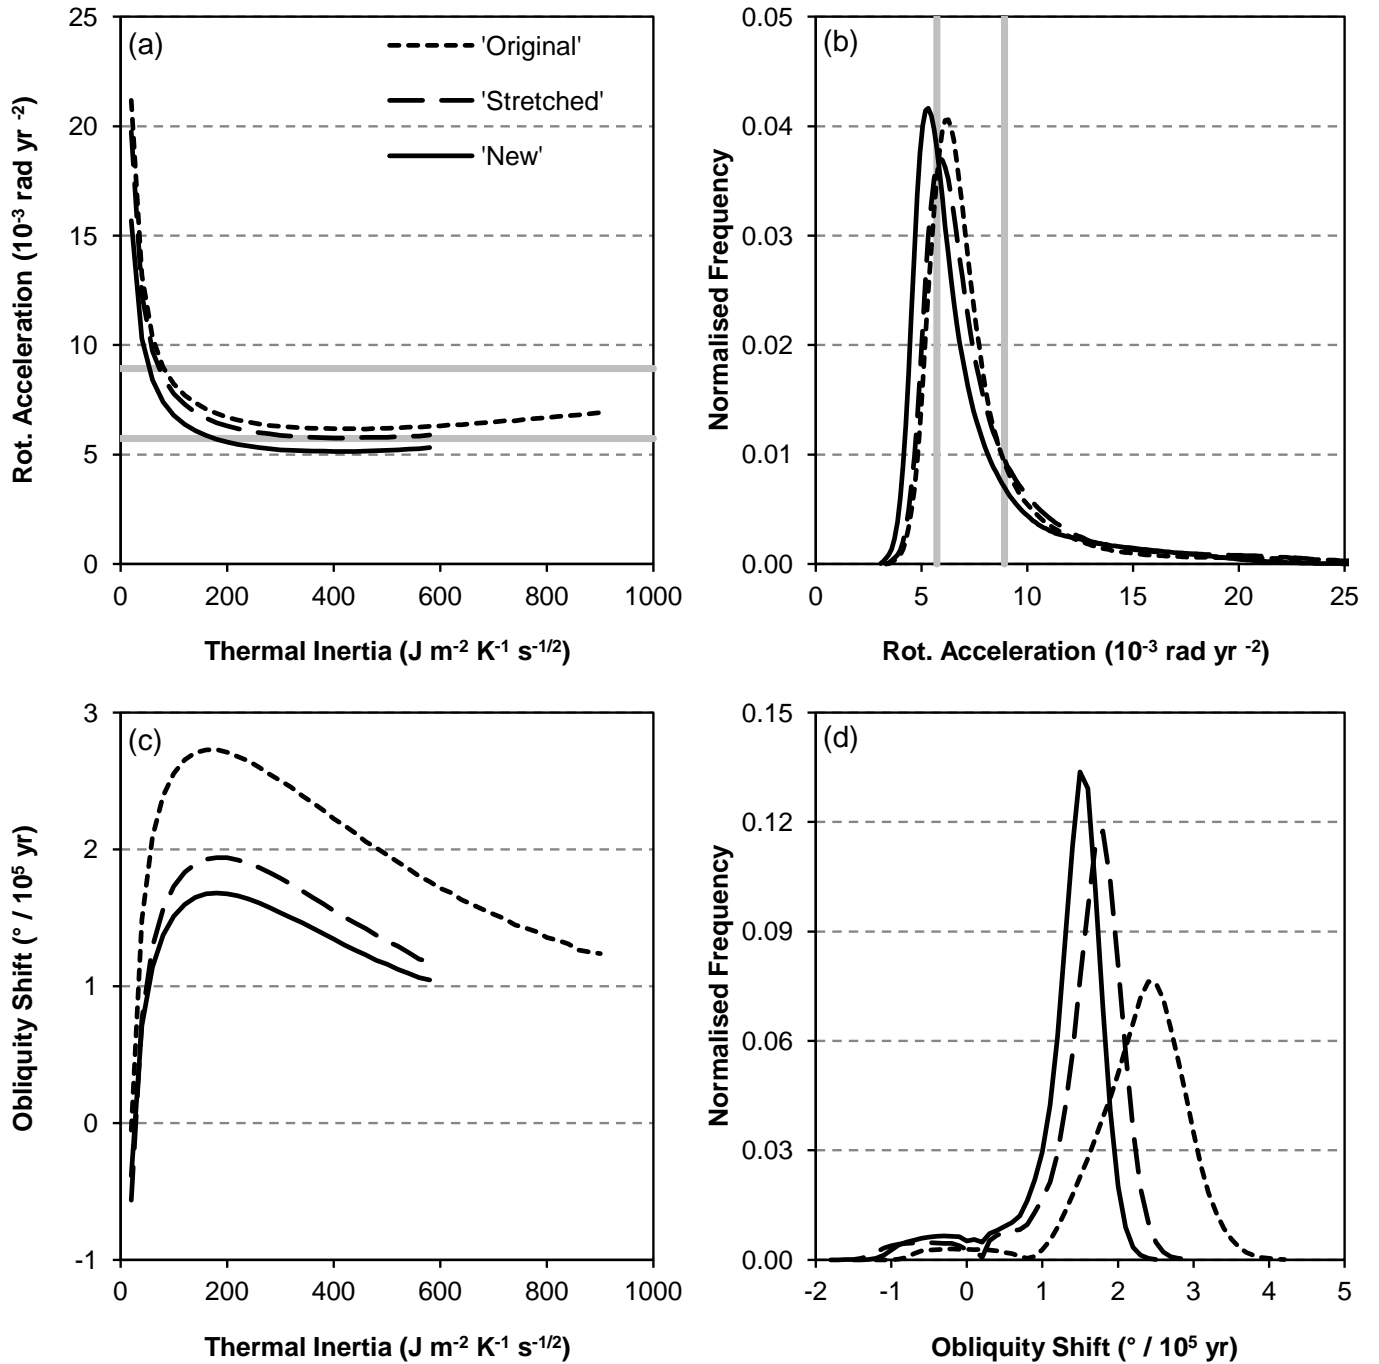 (a)
'Original'
'Stretched'
'New'
25
20
15
10
5
0
0 200 400 600 800 1000
Rot. Acceleration (10⁻³ rad yr ⁻²)
Thermal Inertia (J m⁻² K⁻¹ s⁻¹/²)
(b)
0.05
0.04
0.03
0.02
0.01
0.00
0 5 10 15 20 25
Normalised Frequency
Rot. Acceleration (10⁻³ rad yr ⁻²)
(c)
3
2
1
0
-1
0 200 400 600 800 1000
Obliquity Shift (° / 10⁵ yr)
Thermal Inertia (J m⁻² K⁻¹ s⁻¹/²)
(d)
0.15
0.12
0.09
0.06
0.03
0.00
-2 -1 0 1 2 3 4 5
Normalised Frequency
Obliquity Shift (° / 10⁵ yr)